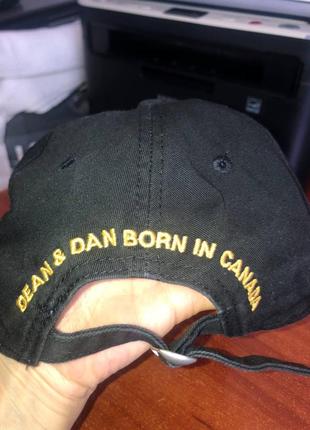 DEAN & DAN BORN IN CANADA